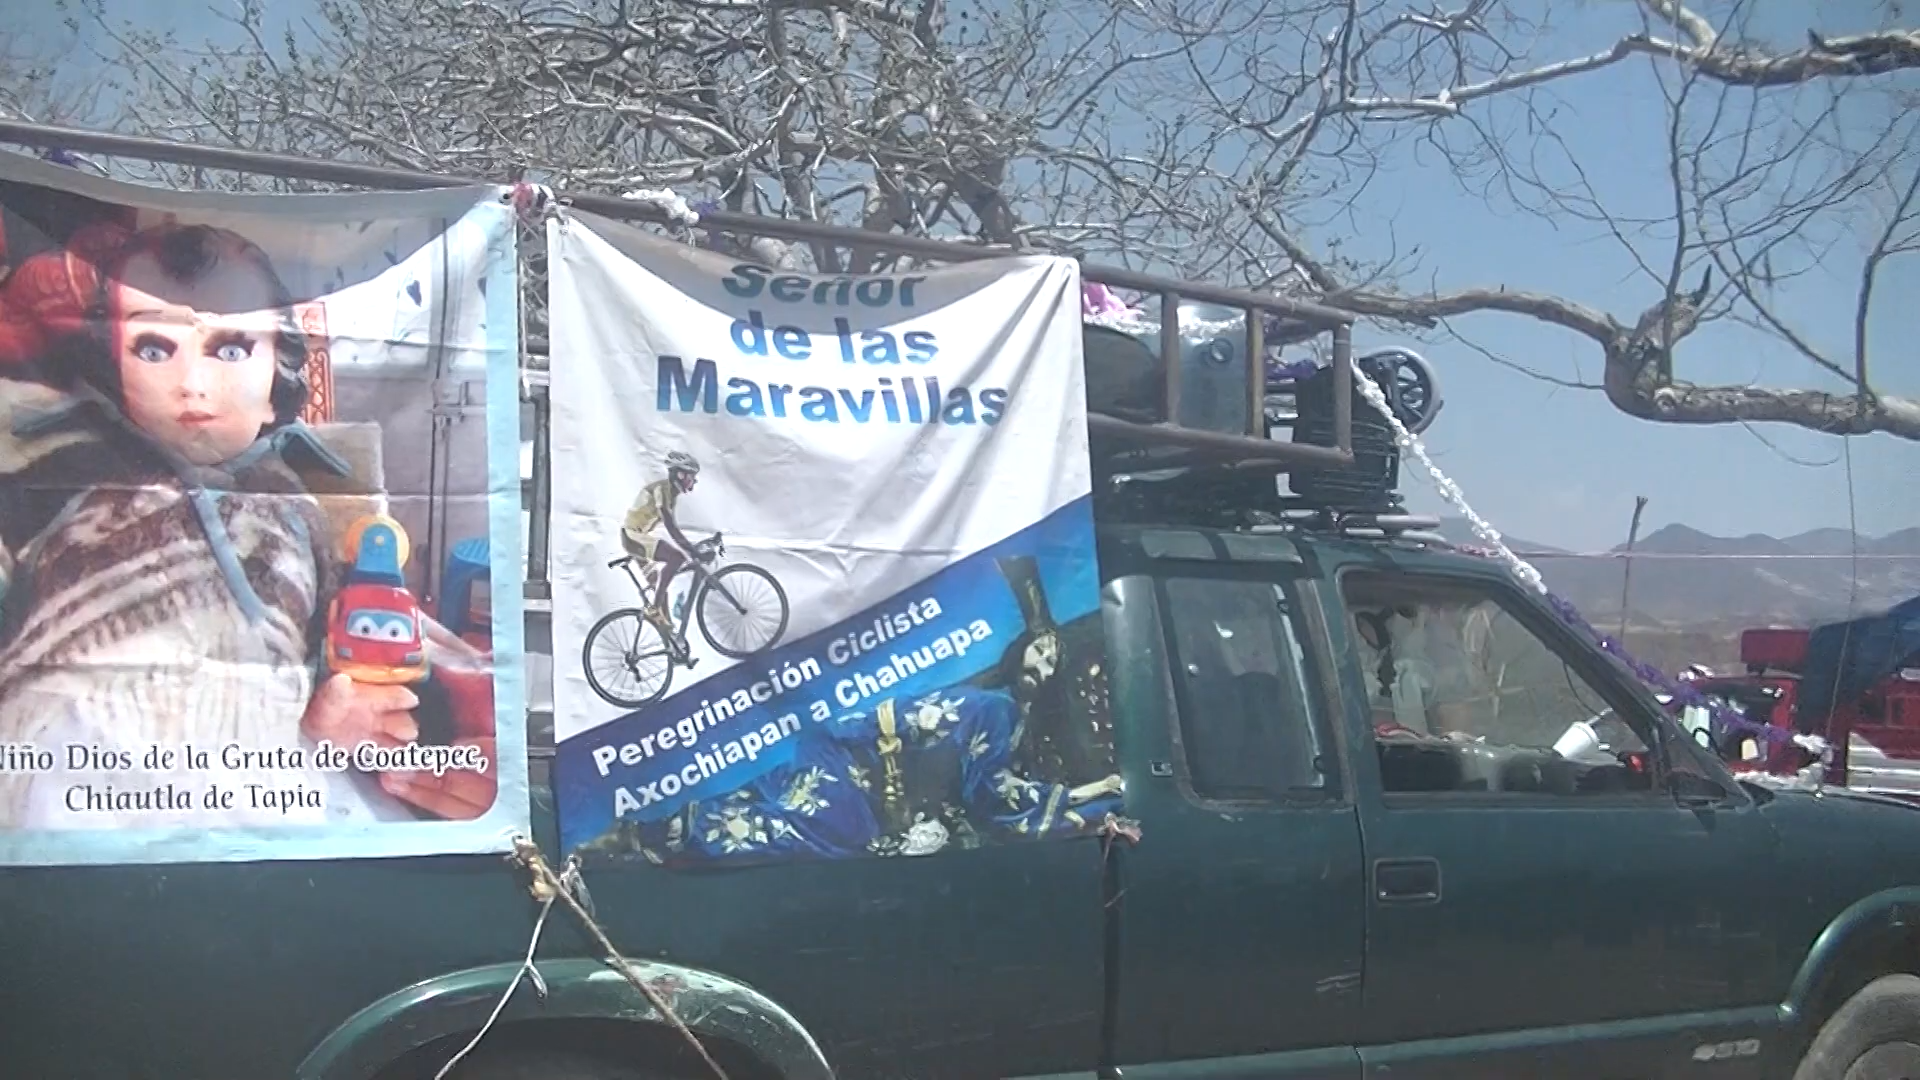 Niño Dios de la Gruta de Coatepec,
Chiautla de Tapia
Señor
de las
Maravillas
Peregrinación Ciclista
Axochiapan a Chahuapa